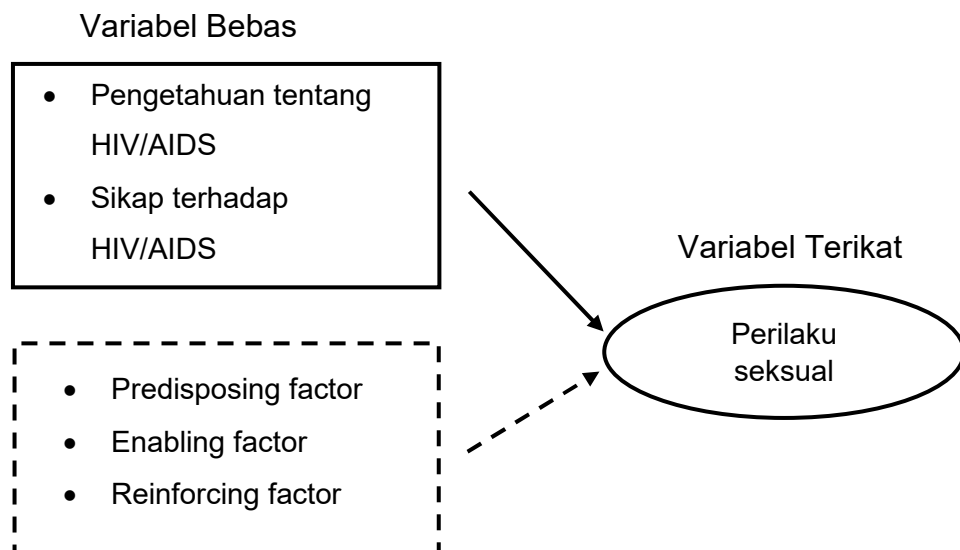 Variabel Bebas
• Pengetahuan tentang
HIV/AIDS
• Sikap terhadap
HIV/AIDS
Variabel Terikat
Perilaku
seksual
• Predisposing factor
• Enabling factor
• Reinforcing factor